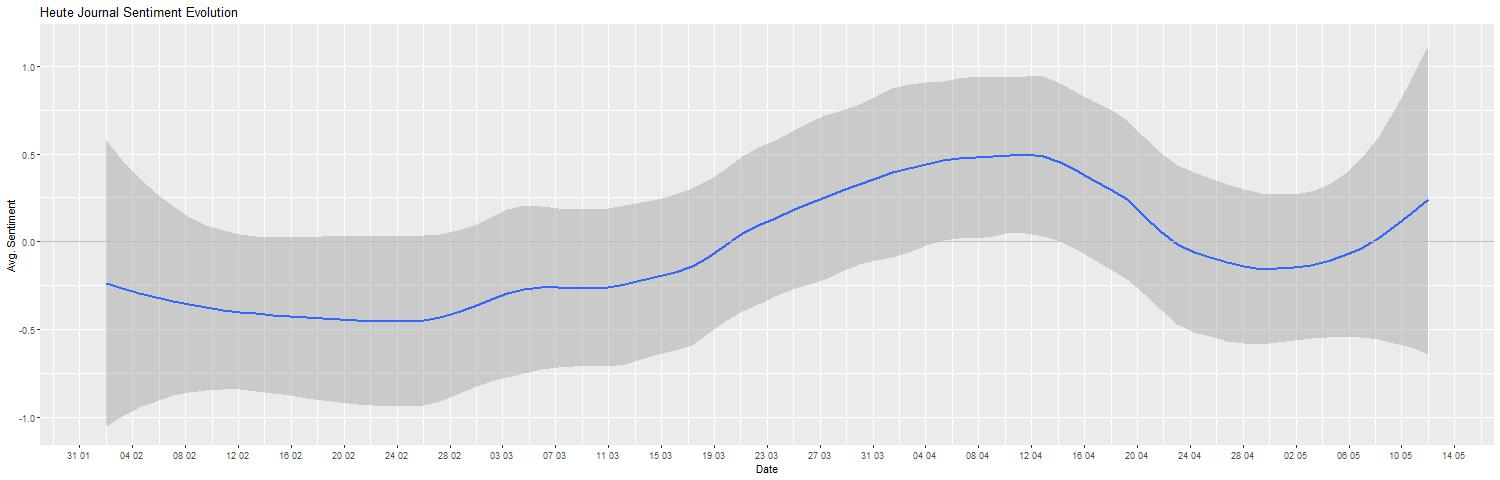 Heute Journal Sentiment Evolution
1.0
0.5
0.0
-0.5
-1.0
Avg. Sentiment
31 01 04 02 08 02 12 02 16 02 20 02 24 02 28 02 03 03 07 03 11 03 15 03 19 03 23 03 27 03 31 03 04 04 08 04 12 04 16 04 20 04 24 04 28 04 02 05 06 05 10 05 14 05
Date